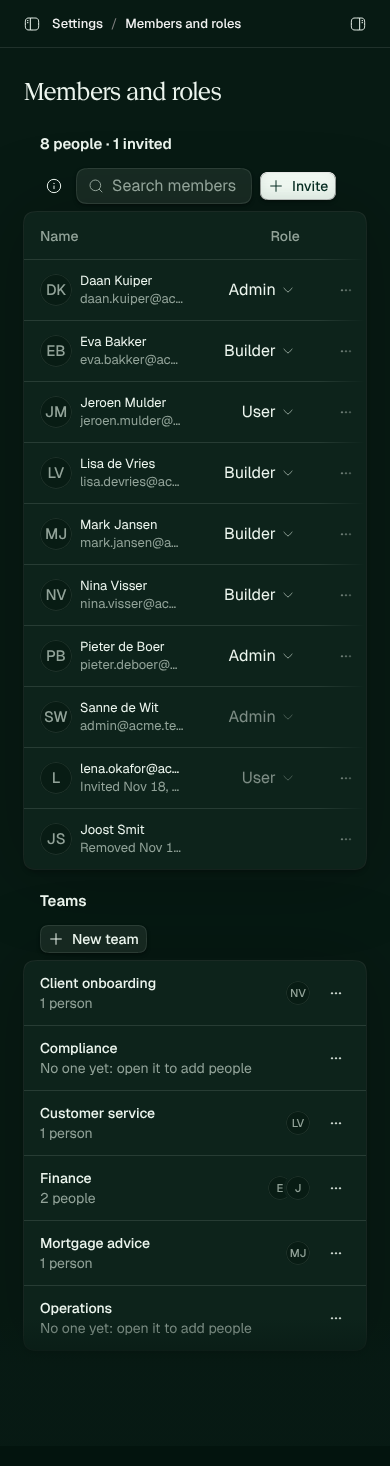 Settings / Members and roles
Members and roles
8 people · 1 invited
Search members
Invite
Name Role
DK Daan Kuiper Admin
daan.kuiper@ac...
EB Eva Bakker Builder
eva.bakker@ac...
JM Jeroen Mulder User
jeroen.mulder@...
LV Lisa de Vries Builder
lisa.devries@ac...
MJ Mark Jansen Builder
mark.jansen@a...
NV Nina Visser Builder
nina.visser@ac...
PB Pieter de Boer Admin
pieter.deboer@...
SW Sanne de Wit Admin
admin@acme.te...
L lena.okafor@ac... User
Invited Nov 18, ...
JS Joost Smit
Removed Nov 1...
Teams
New team
Client onboarding NV
1 person
Compliance
No one yet: open it to add people
Customer service LV
1 person
Finance E J
2 people
Mortgage advice MJ
1 person
Operations
No one yet: open it to add people